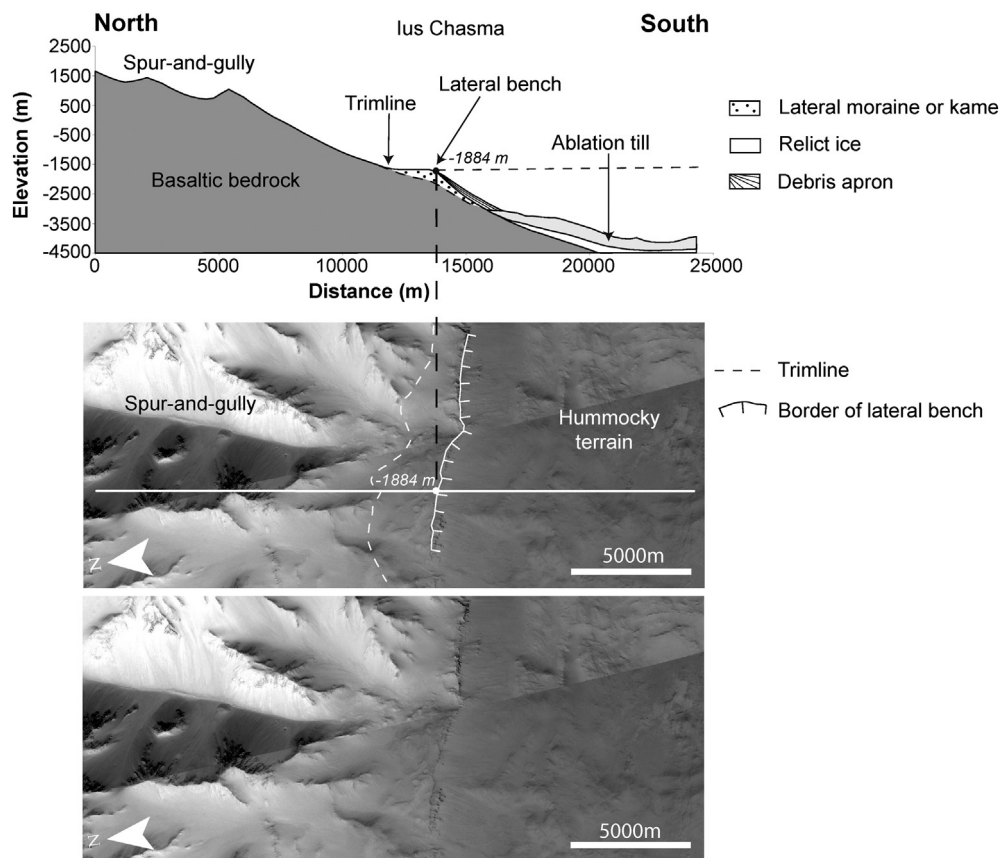 North
Ius Chasma
South
2500
1500
500
-500
-1500
-2500
-3500
-4500
Elevation (m)
Spur-and-gully
Trimline
Lateral bench
-1884 m
Ablation till
Basaltic bedrock
Lateral moraine or kame
Relict ice
Debris apron
0
5000
10000
15000
20000
25000
Distance (m)
Spur-and-gully
Hummocky
terrain
-1884 m
N
5000m
Trimline
Border of lateral bench
N
5000m